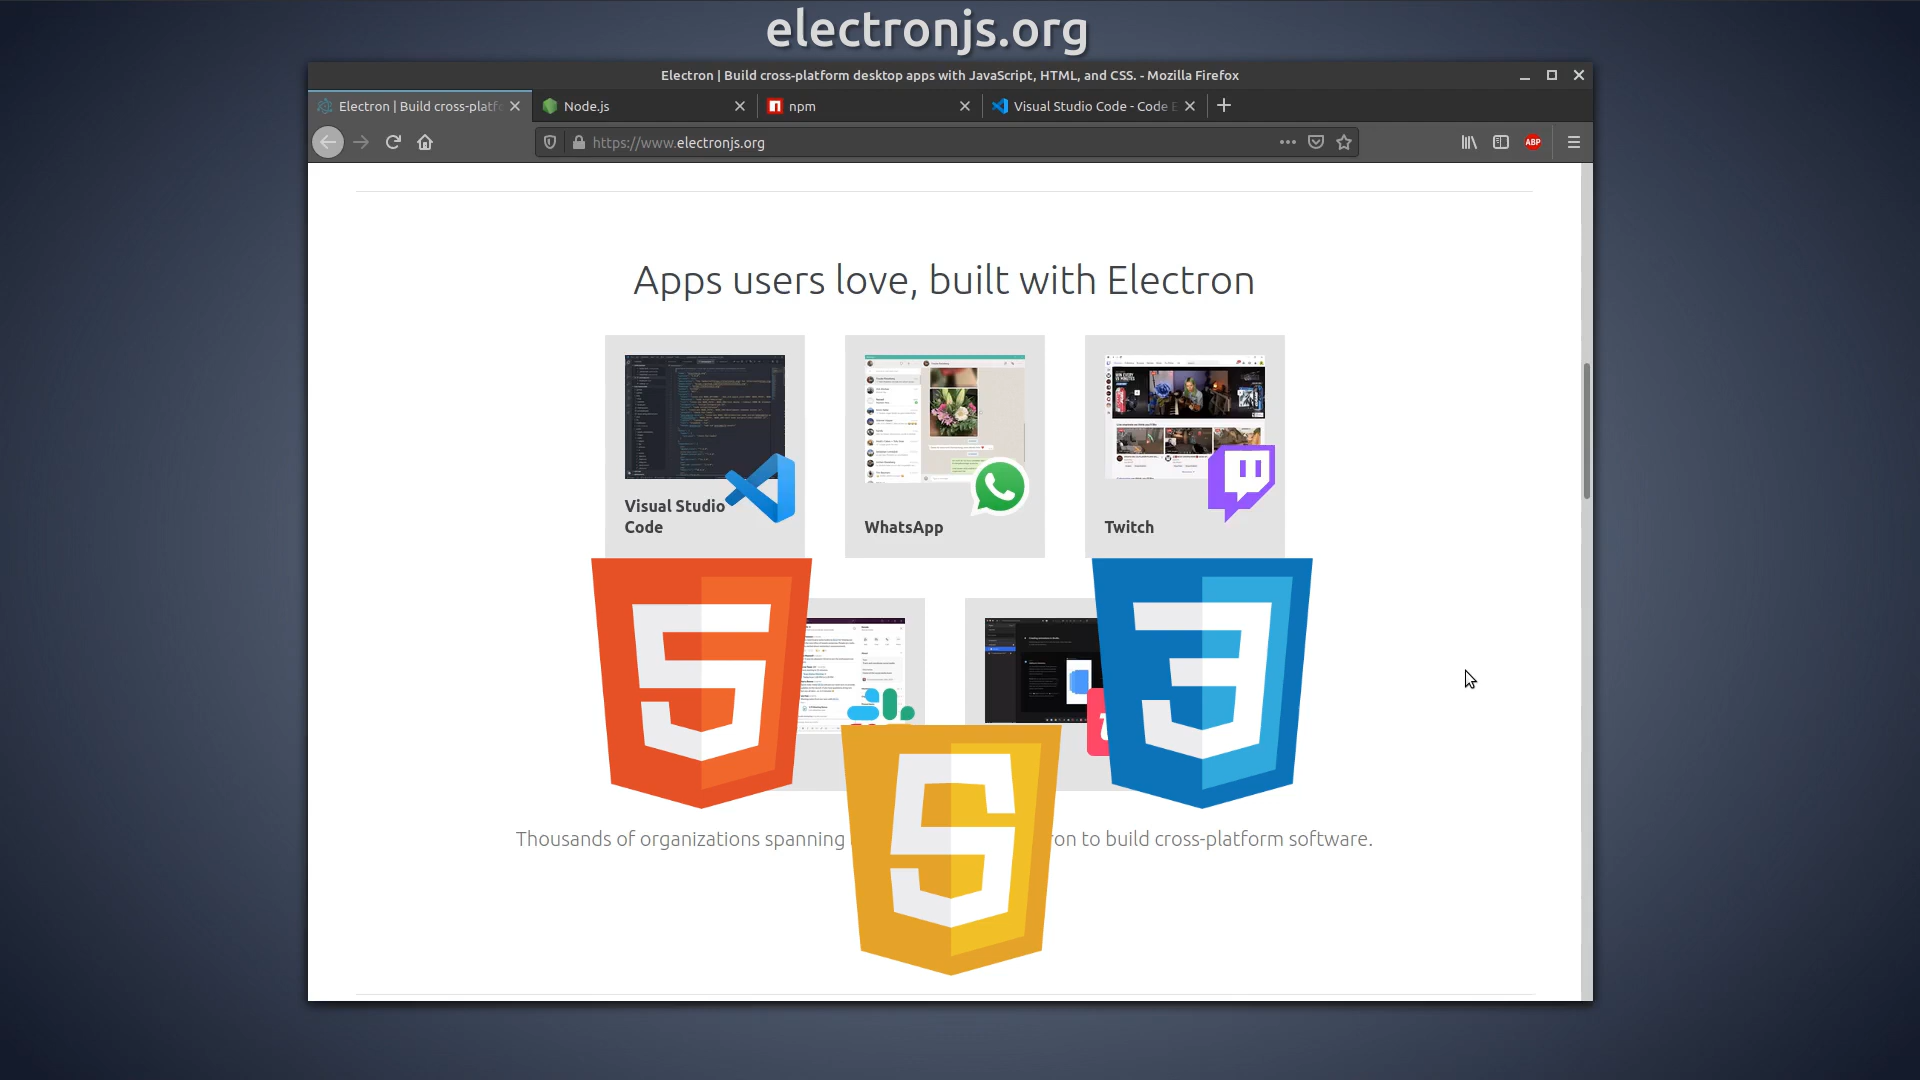 electronjs.org
Electron | Build cross-platform desktop apps with JavaScript, HTML, and CSS. - Mozilla Firefox
Electron | Build cross-platf
Node.js
npm
Visual Studio Code - Code E
https://www.electronjs.org
ABP
Apps users love, built with Electron
Visual Studio
Code
WhatsApp
Twitch
Thousands of organizations spanning
on to build cross-platform software.